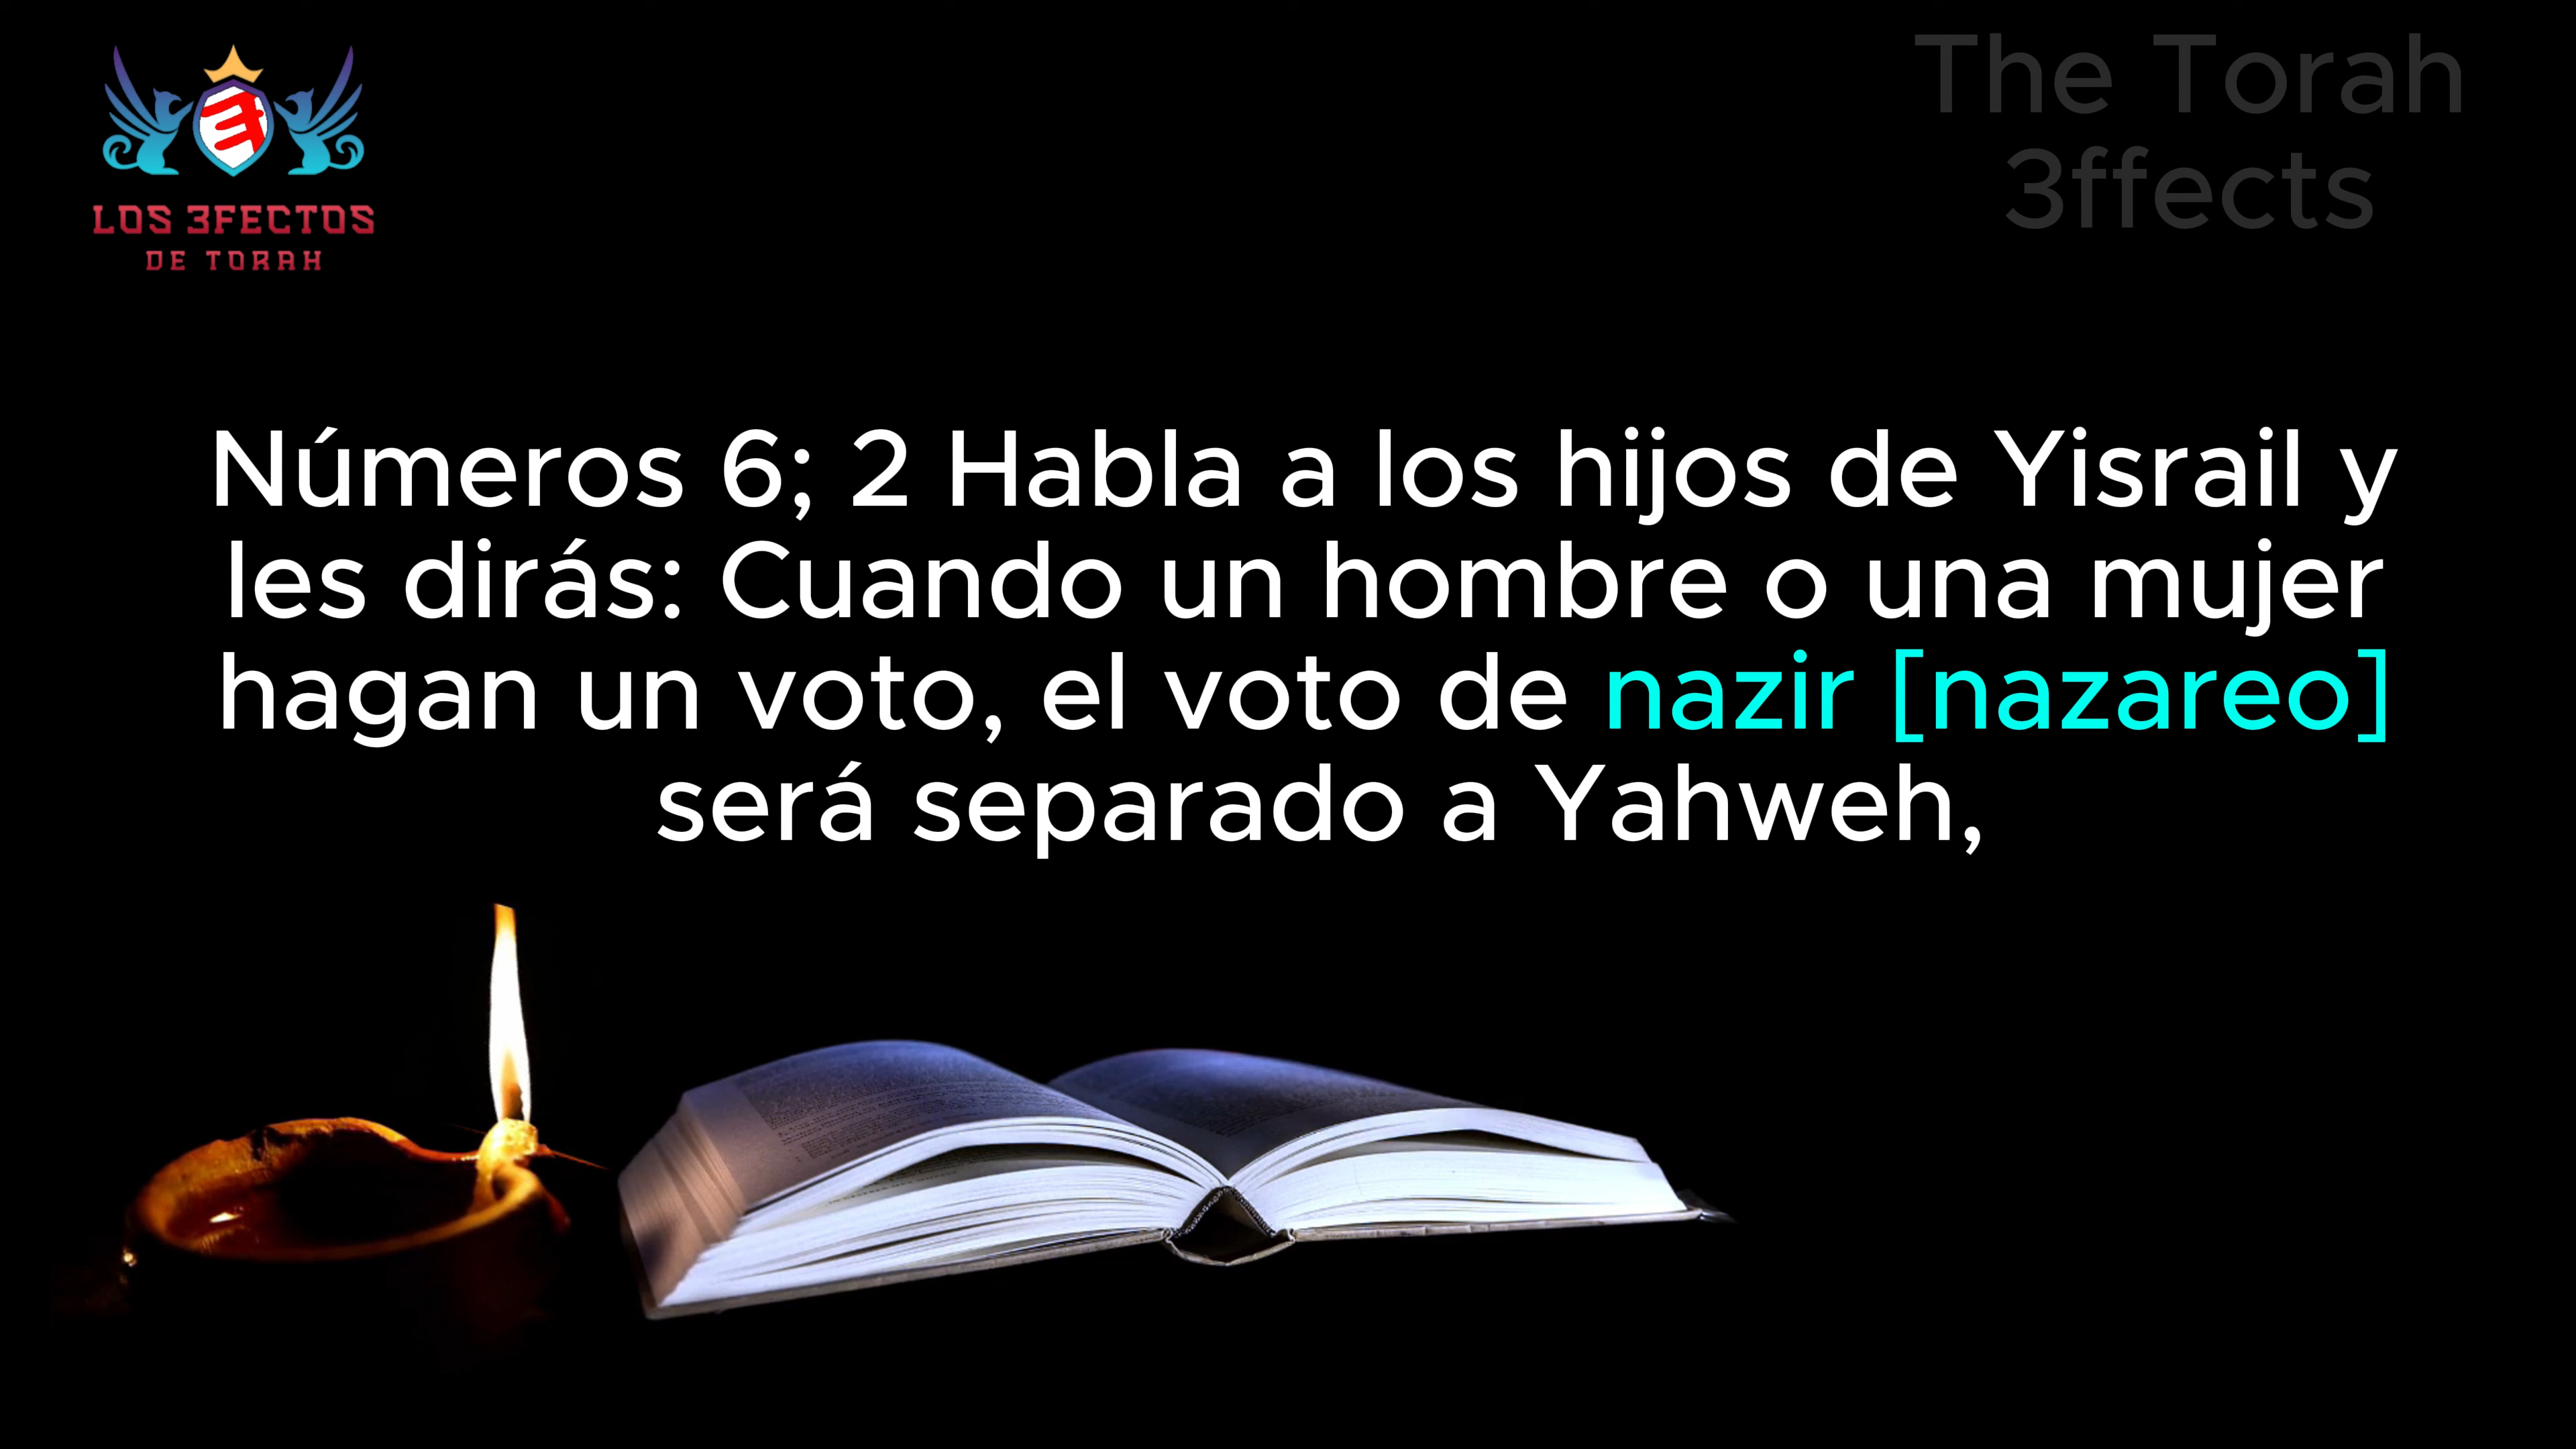 LOS 3FECTOS
DE TORAH
The Torah
3ffects
Números 6; 2 Habla a los hijos de Yisrail y
les dirás: Cuando un hombre o una mujer
hagan un voto, el voto de nazir [nazareo]
será separado a Yahweh,